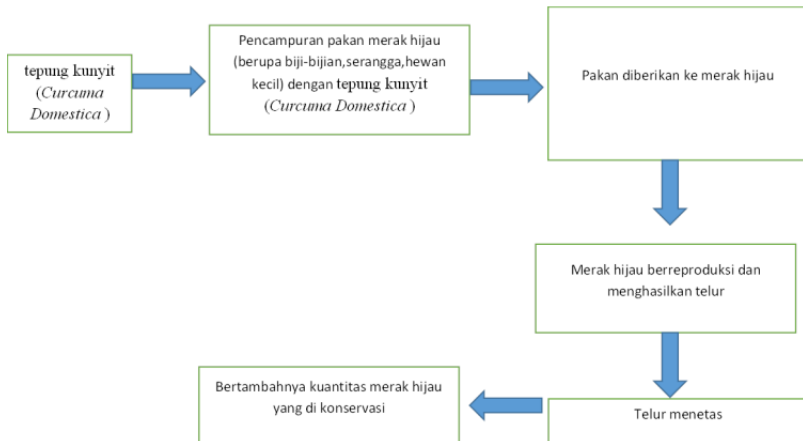 tepung kunyit
(Curcuma
Domestica )
Pencampuran pakan merak hijau
(berupa biji-bijian,serangga,hewan
kecil) dengan tepung kunyit
(Curcuma Domestica )
Pakan diberikan ke merak hijau
Merak hijau berreproduksi dan
menghasilkan telur
Telur menetas
Bertambahnya kuantitas merak hijau
yang di konservasi